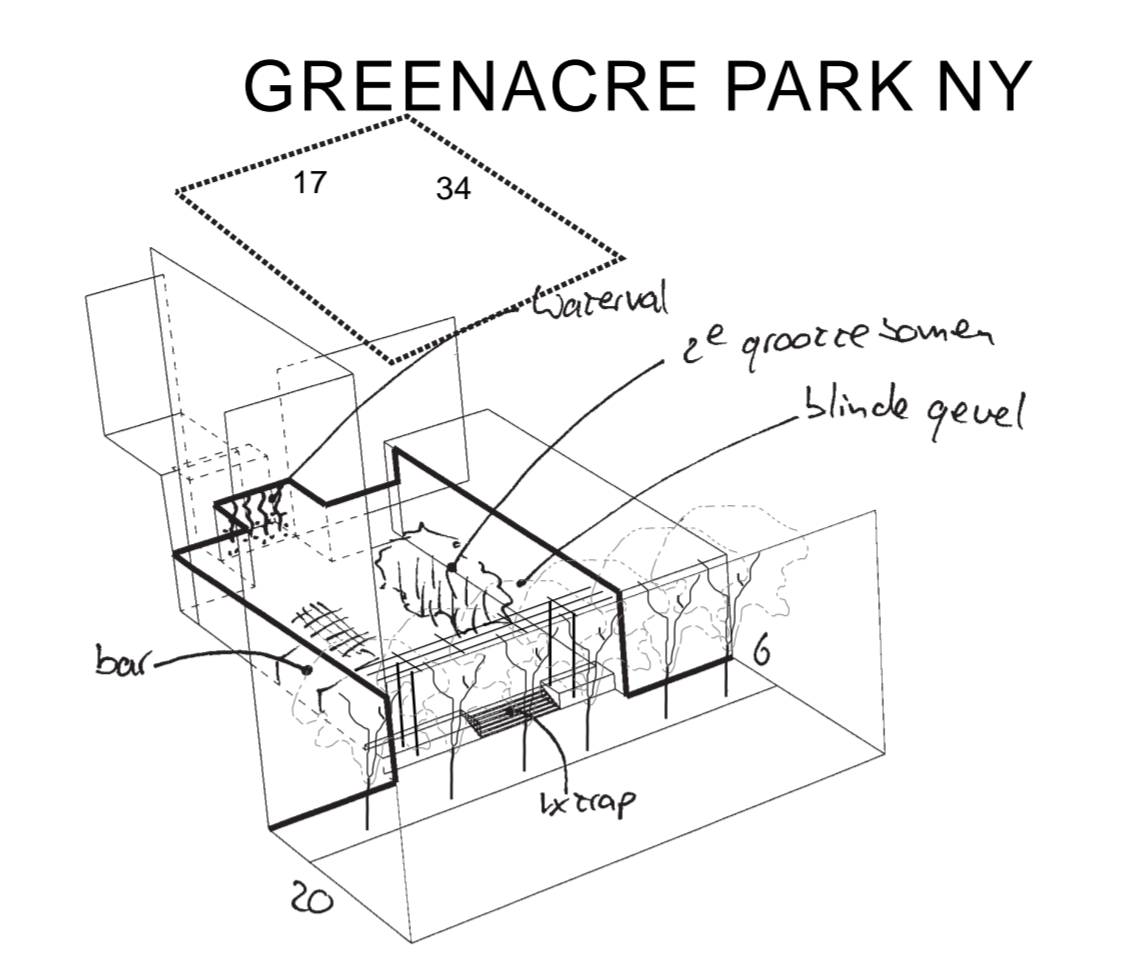 GREENACRE PARK NY
17
34
waterval
2e grootte bomen
blinde gevel
bar
6
1x trap
20